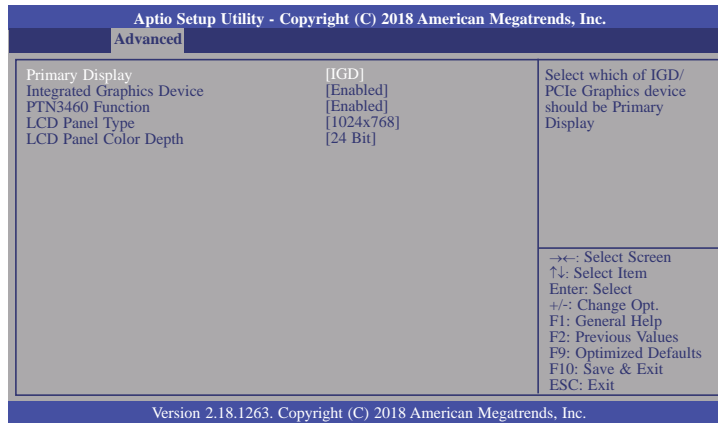 Aptio Setup Utility - Copyright (C) 2018 American Megatrends, Inc.
Advanced
Primary Display [IGD]
Integrated Graphics Device [Enabled]
PTN3460 Function [Enabled]
LCD Panel Type [1024x768]
LCD Panel Color Depth [24 Bit]
Select which of IGD/
PCIe Graphics device
should be Primary
Display
→←: Select Screen
↑↓: Select Item
Enter: Select
+/-: Change Opt.
F1: General Help
F2: Previous Values
F9: Optimized Defaults
F10: Save & Exit
ESC: Exit
Version 2.18.1263. Copyright (C) 2018 American Megatrends, Inc.